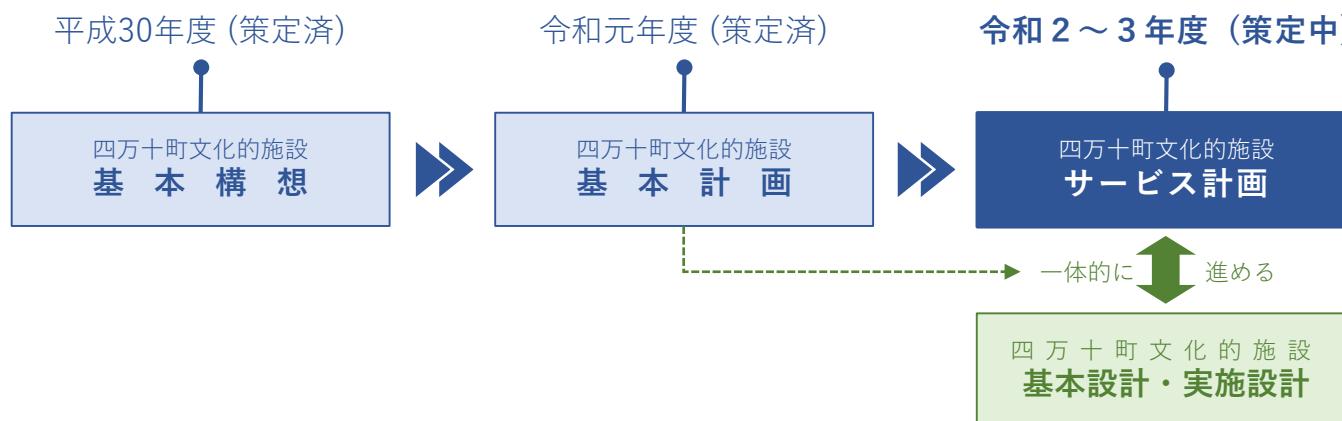 平成30年度 (策定済)
令和元年度 (策定済)
令和２～３年度（策定中）
四万十町文化的施設
基本構想
四万十町文化的施設
基本計画
四万十町文化的施設
サービス計画
一体的に
進める
四万十町文化的施設
基本設計・実施設計